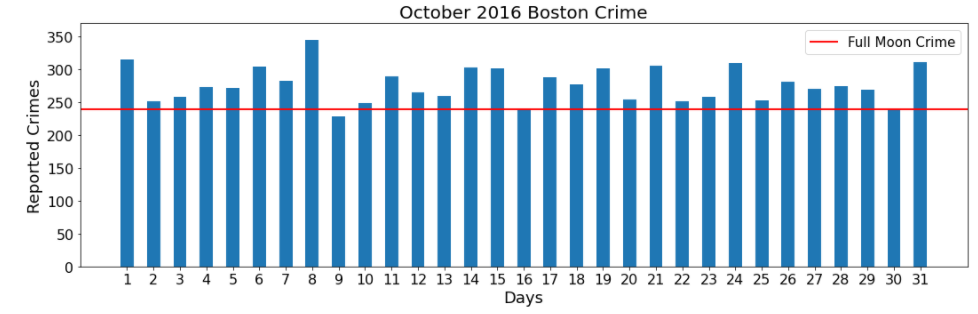 October 2016 Boston Crime
Full Moon Crime
Reported Crimes
350
300
250
200
150
100
50
0
1 2 3 4 5 6 7 8 9 10 11 12 13 14 15 16 17 18 19 20 21 22 23 24 25 26 27 28 29 30 31
Days